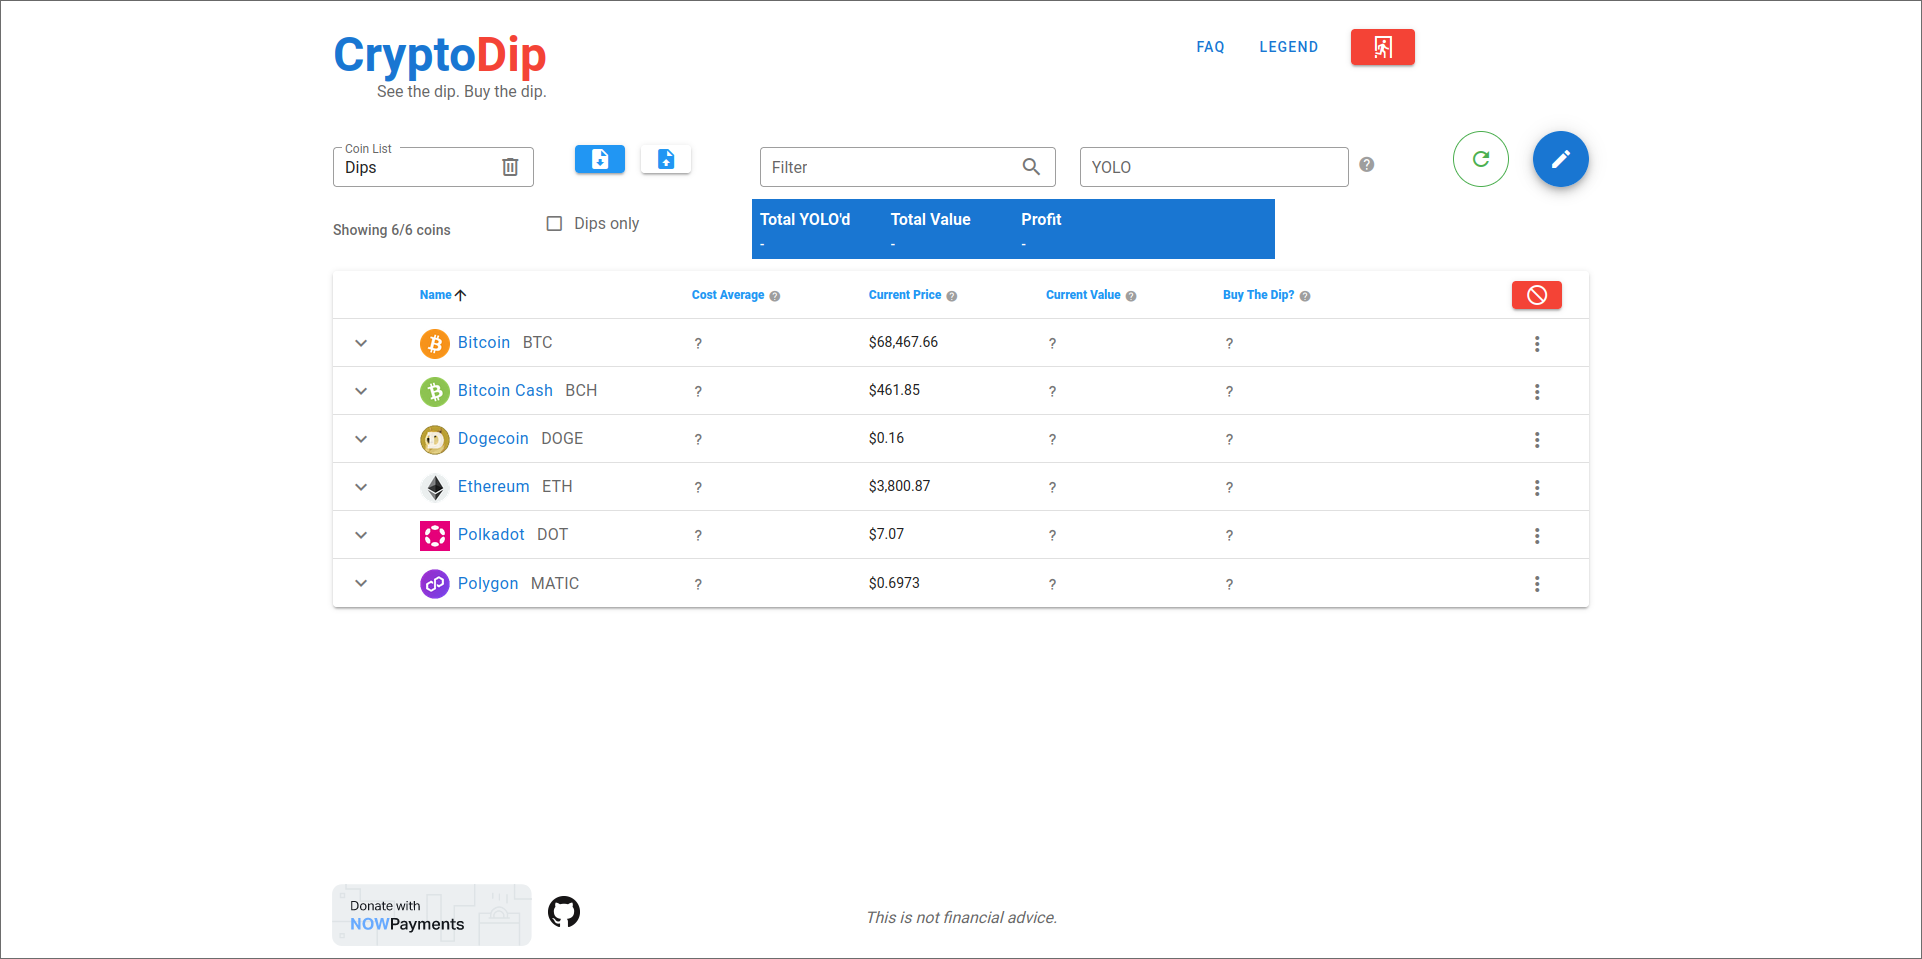 CryptoDip
See the dip. Buy the dip.
FAQ
LEGEND
Coin List
Dips
Filter
YOLO
Showing 6/6 coins
Dips only
Total YOLO'd Total Value Profit
- - -
Name Cost Average Current Price Current Value Buy The Dip?
Bitcoin BTC ? $68,467.66 ? ?
Bitcoin Cash BCH ? $461.85 ? ?
Dogecoin DOGE ? $0.16 ? ?
Ethereum ETH ? $3,800.87 ? ?
Polkadot DOT ? $7.07 ? ?
Polygon MATIC ? $0.6973 ? ?
Donate with
NOWPayments
This is not financial advice.